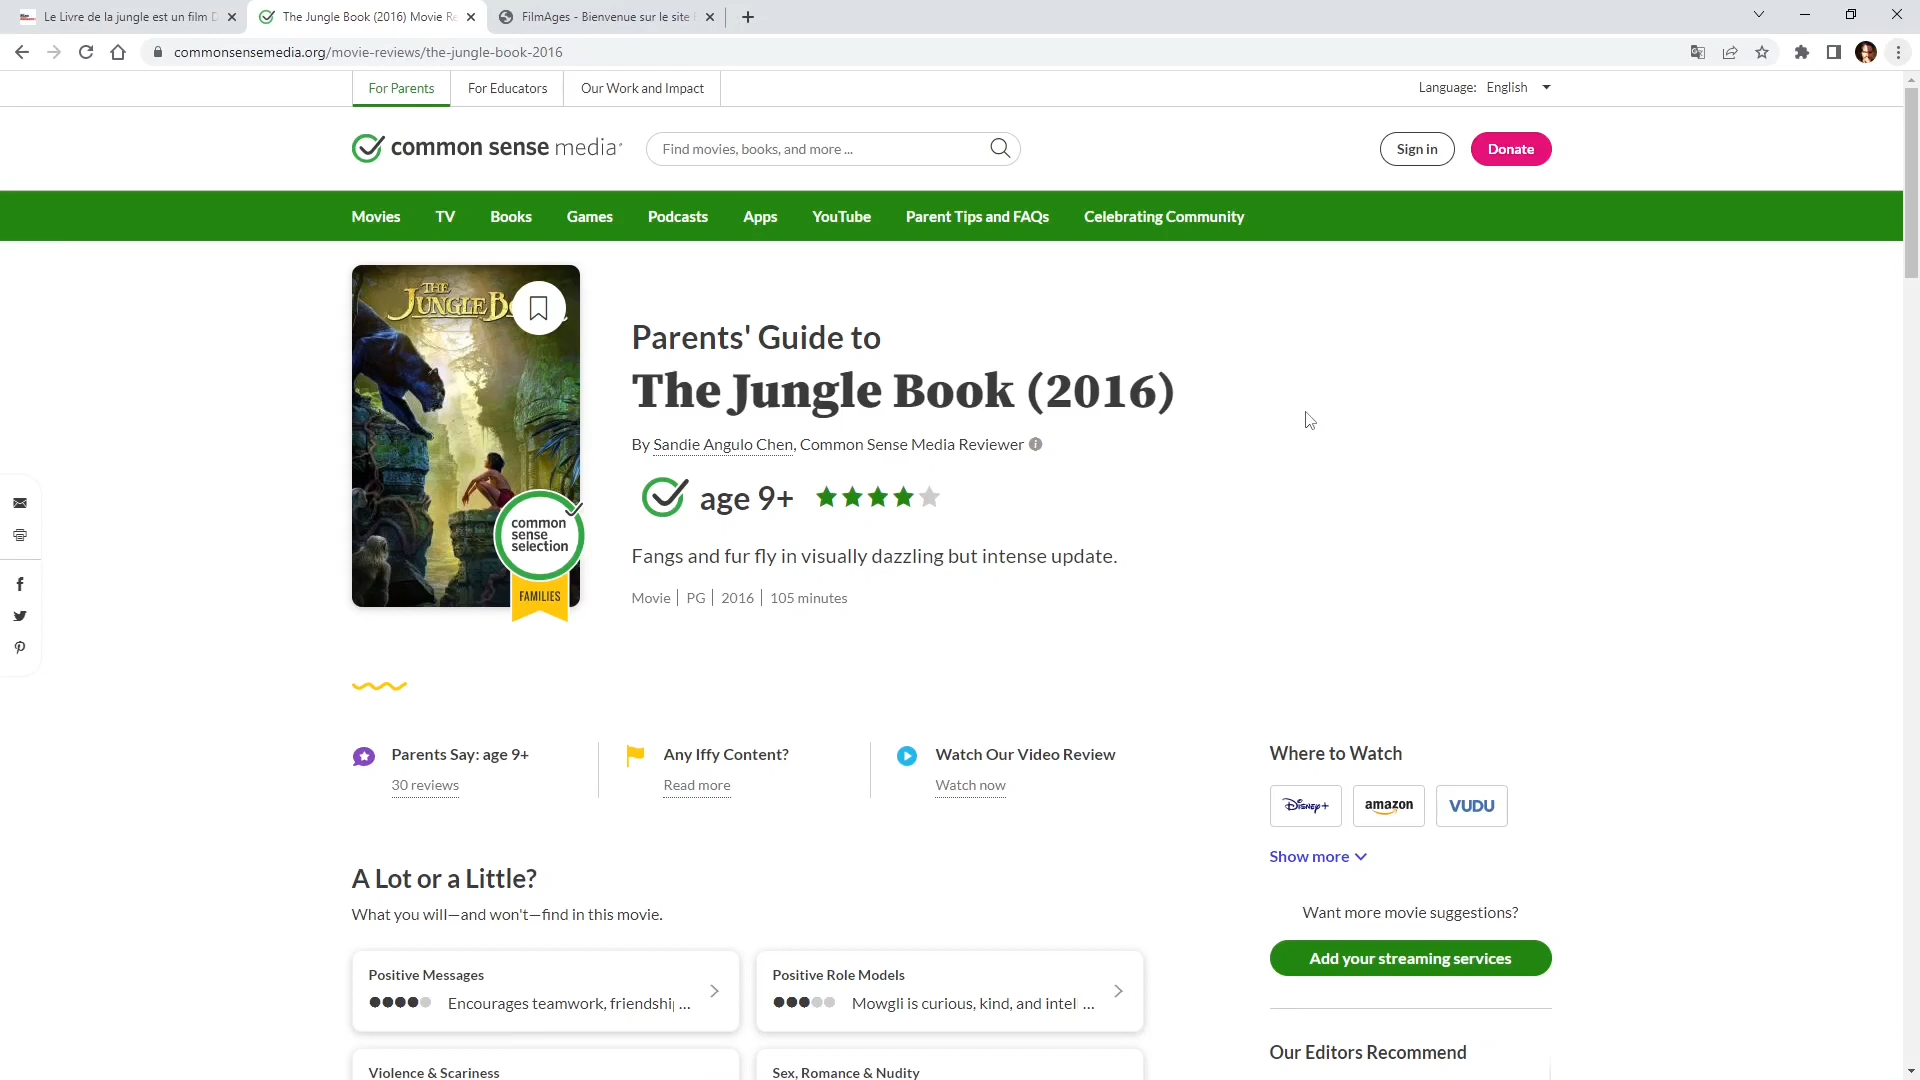 Le Livre de la jungle est un film D
The Jungle Book (2016) Movie Re
FilmAges - Bienvenue sur le site F
commonsensemedia.org/movie-reviews/the-jungle-book-2016
For Parents
For Educators
Our Work and Impact
Language: English
common sense media
Find movies, books, and more ...
Sign in
Donate
Movies
TV
Books
Games
Podcasts
Apps
YouTube
Parent Tips and FAQs
Celebrating Community
THE
JUNGLE BO
common
sense
selection
FAMILIES
Parents' Guide to
The Jungle Book (2016)
By Sandie Angulo Chen, Common Sense Media Reviewer
age 9+
Fangs and fur fly in visually dazzling but intense update.
Movie | PG | 2016 | 105 minutes
Parents Say: age 9+
30 reviews
Any Iffy Content?
Read more
Watch Our Video Review
Watch now
Where to Watch
Disney+
amazon
VUDU
Show more
Want more movie suggestions?
Add your streaming services
Our Editors Recommend
A Lot or a Little?
What you will—and won't—find in this movie.
Positive Messages
Encourages teamwork, friendship ...
Positive Role Models
Mowgli is curious, kind, and intel ...
Violence & Scariness
Sex, Romance & Nudity